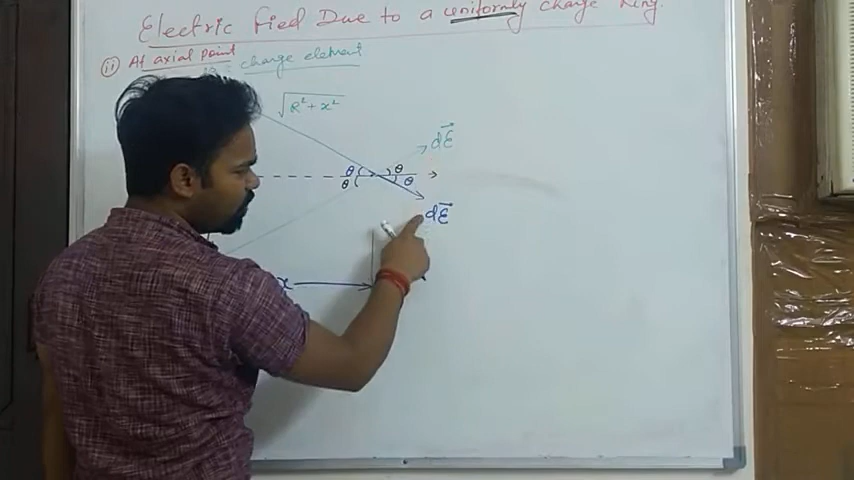 Electric Field Due to a uniformly charge Ring.
(ii) At axial point
charge element
√R²+x²
dE⃗
θ θ
θ θ
dE⃗
x